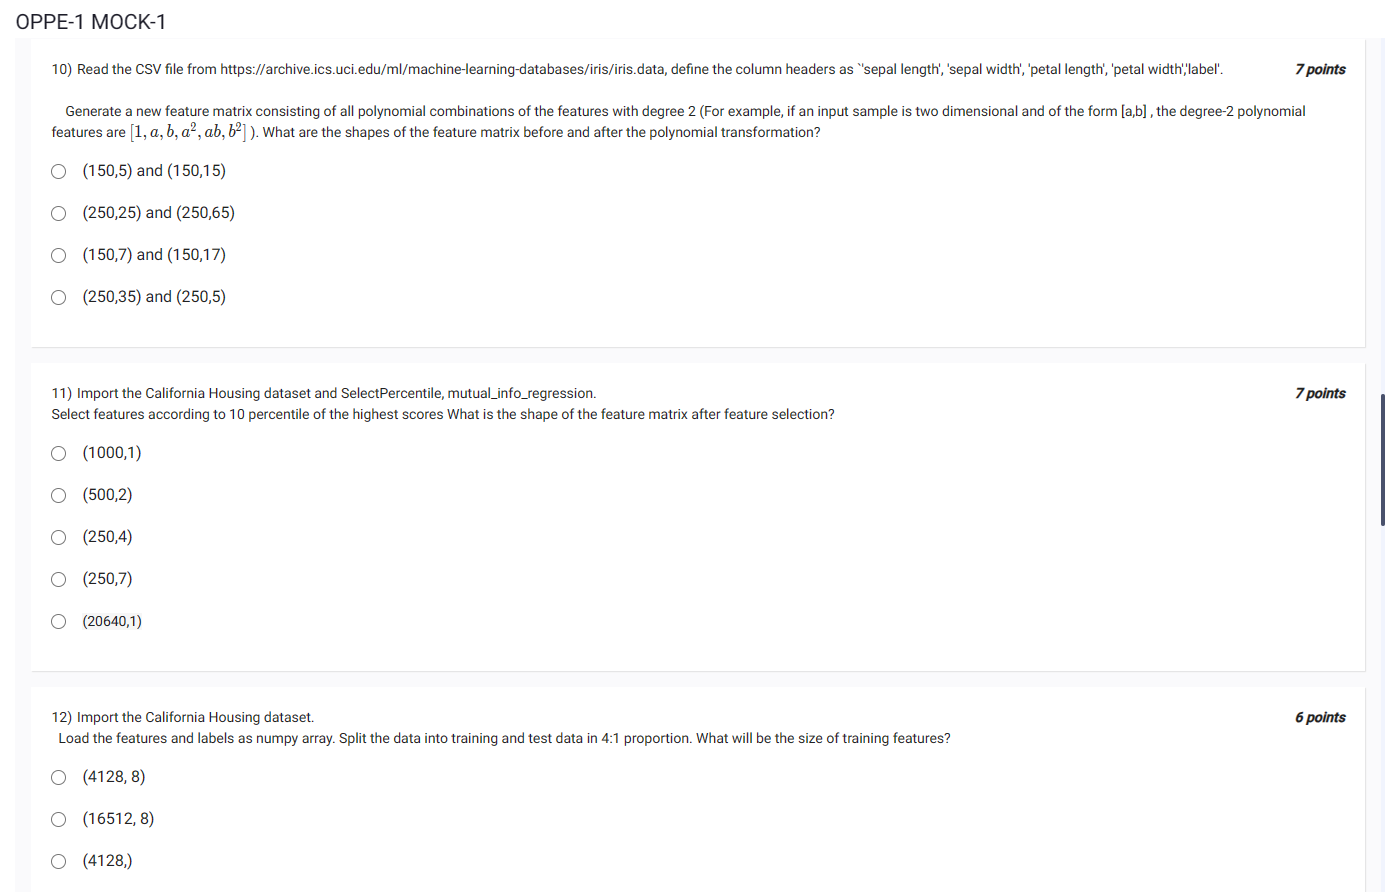 OPPE-1 MOCK-1
10) Read the CSV file from https://archive.ics.uci.edu/ml/machine-learning-databases/iris/iris.data, define the column headers as `'sepal length', 'sepal width', 'petal length', 'petal width','label'.
7 points
Generate a new feature matrix consisting of all polynomial combinations of the features with degree 2 (For example, if an input sample is two dimensional and of the form [a,b] , the degree-2 polynomial
features are [1, a, b, a², ab, b²] ). What are the shapes of the feature matrix before and after the polynomial transformation?
(150,5) and (150,15)
(250,25) and (250,65)
(150,7) and (150,17)
(250,35) and (250,5)
11) Import the California Housing dataset and SelectPercentile, mutual_info_regression.
7 points
Select features according to 10 percentile of the highest scores What is the shape of the feature matrix after feature selection?
(1000,1)
(500,2)
(250,4)
(250,7)
(20640,1)
12) Import the California Housing dataset.
6 points
Load the features and labels as numpy array. Split the data into training and test data in 4:1 proportion. What will be the size of training features?
(4128, 8)
(16512, 8)
(4128,)